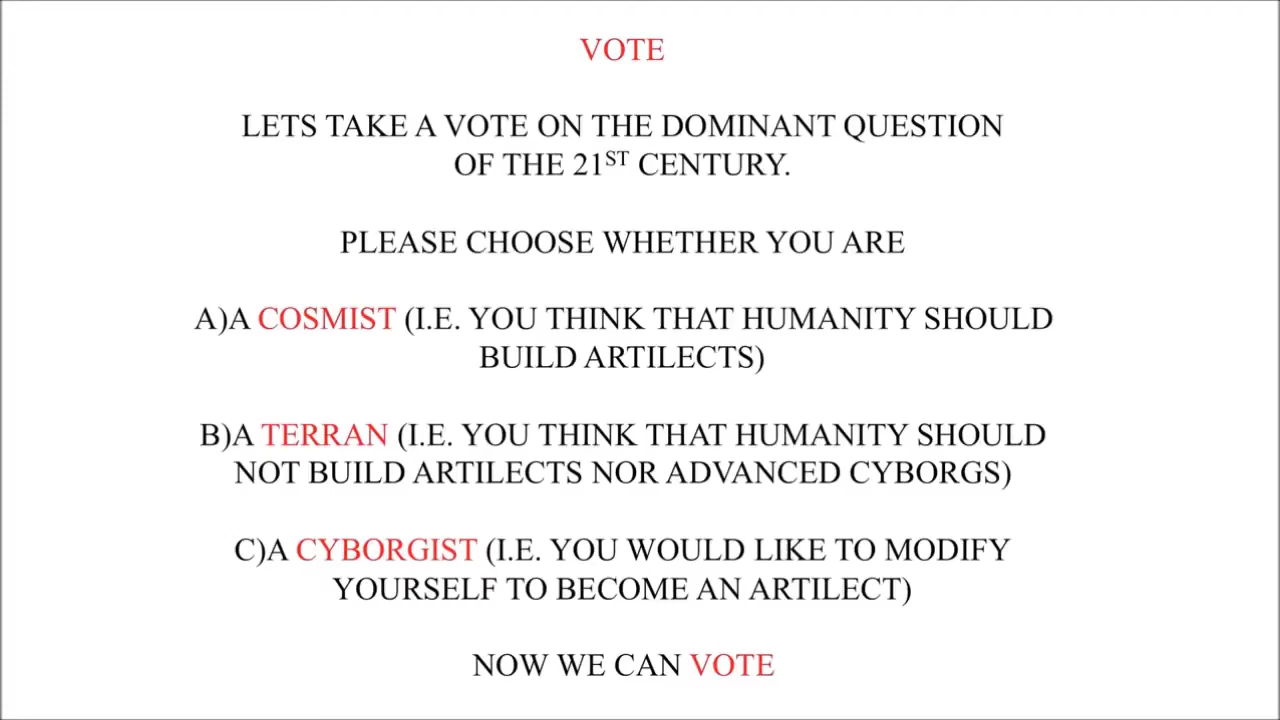 VOTE
LETS TAKE A VOTE ON THE DOMINANT QUESTION
OF THE 21ST CENTURY.
PLEASE CHOOSE WHETHER YOU ARE
A)A COSMIST (I.E. YOU THINK THAT HUMANITY SHOULD
BUILD ARTILECTS)
B)A TERRAN (I.E. YOU THINK THAT HUMANITY SHOULD
NOT BUILD ARTILECTS NOR ADVANCED CYBORGS)
C)A CYBORGIST (I.E. YOU WOULD LIKE TO MODIFY
YOURSELF TO BECOME AN ARTILECT)
NOW WE CAN VOTE